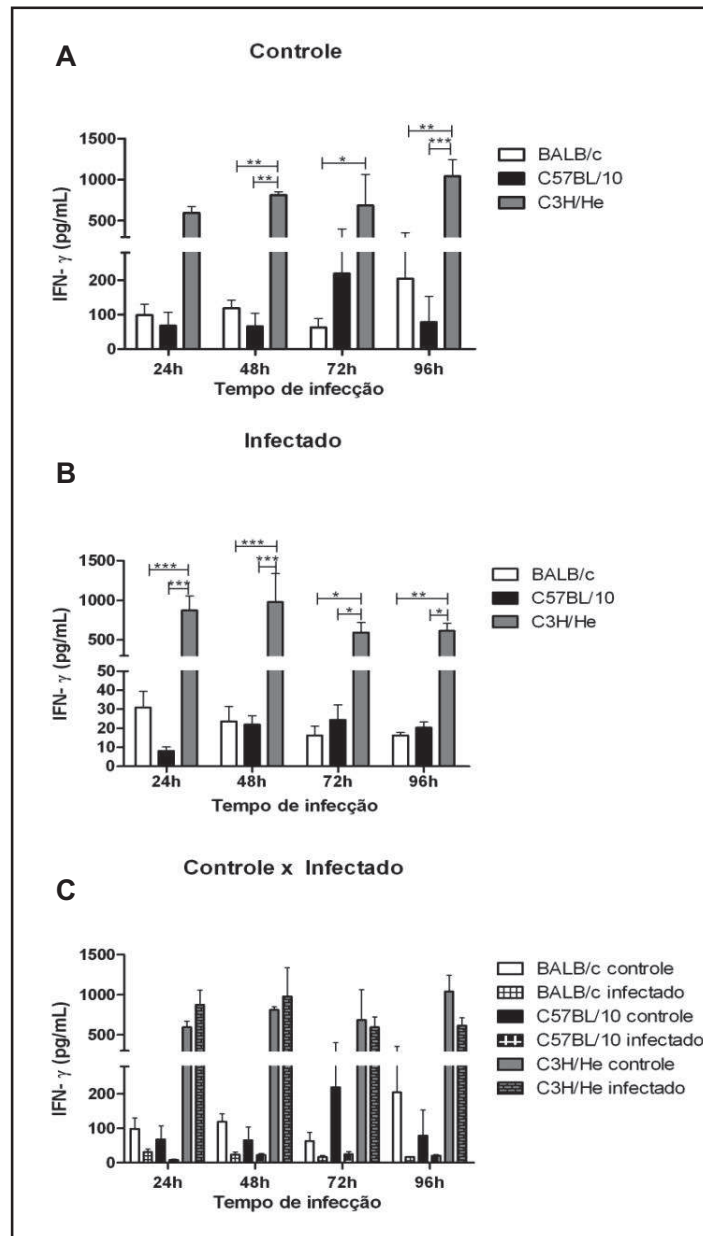 A
Controle
** *** 
** ** * 
1500
1000
500
200
100
0
IFN- γ (pg/mL)
24h 48h 72h 96h
Tempo de infecção
BALB/c
C57BL/10
C3H/He
Infectado
B
*** ***
*** *** * **
* *
1500
1000
500
50
40
30
20
10
0
IFN- γ (pg/mL)
24h 48h 72h 96h
Tempo de infecção
BALB/c
C57BL/10
C3H/He
Controle x Infectado
C
1500
1000
500
200
100
0
IFN- γ (pg/mL)
24h 48h 72h 96h
Tempo de infecção
BALB/c controle
BALB/c infectado
C57BL/10 controle
C57BL/10 infectado
C3H/He controle
C3H/He infectado